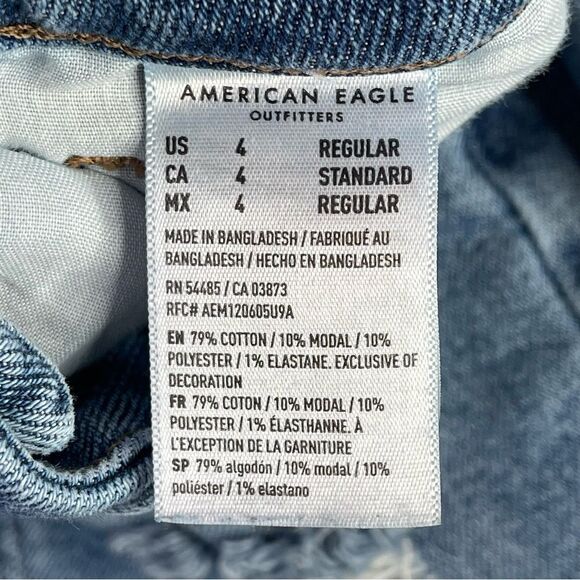 AMERICAN EAGLE
OUTFITTERS
US 4 REGULAR
CA 4 STANDARD
MX 4 REGULAR
MADE IN BANGLADESH / FABRIQUÉ AU
BANGLADESH / HECHO EN BANGLADESH
RN 54485 / CA 03873
RFC# AEM120605U9A
EN 79% COTTON / 10% MODAL / 10%
POLYESTER / 1% ELASTANE. EXCLUSIVE OF
DECORATION
FR 79% COTON / 10% MODAL / 10%
POLYESTER / 1% ÉLASTHANNE. À
L'EXCEPTION DE LA GARNITURE
SP 79% algodón / 10% modal / 10%
poliéster / 1% elastano